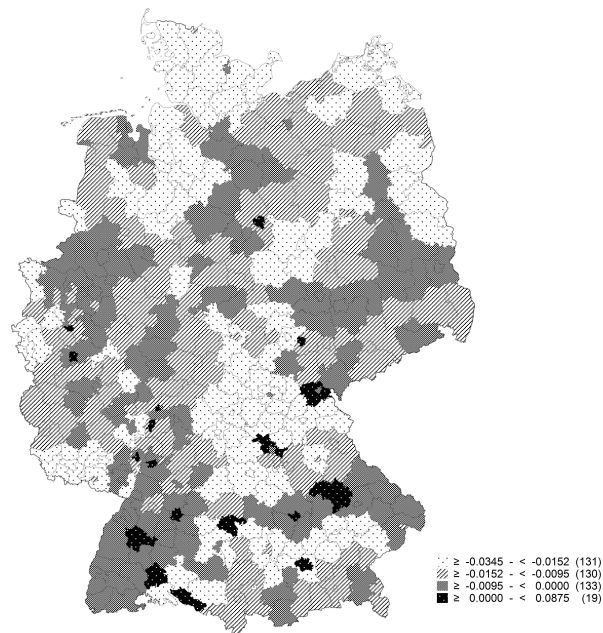 ≥ -0.0345 - < -0.0152 (131)
≥ -0.0152 - < -0.0095 (130)
≥ -0.0095 - < 0.0000 (133)
≥ 0.0000 - < 0.0875 (19)